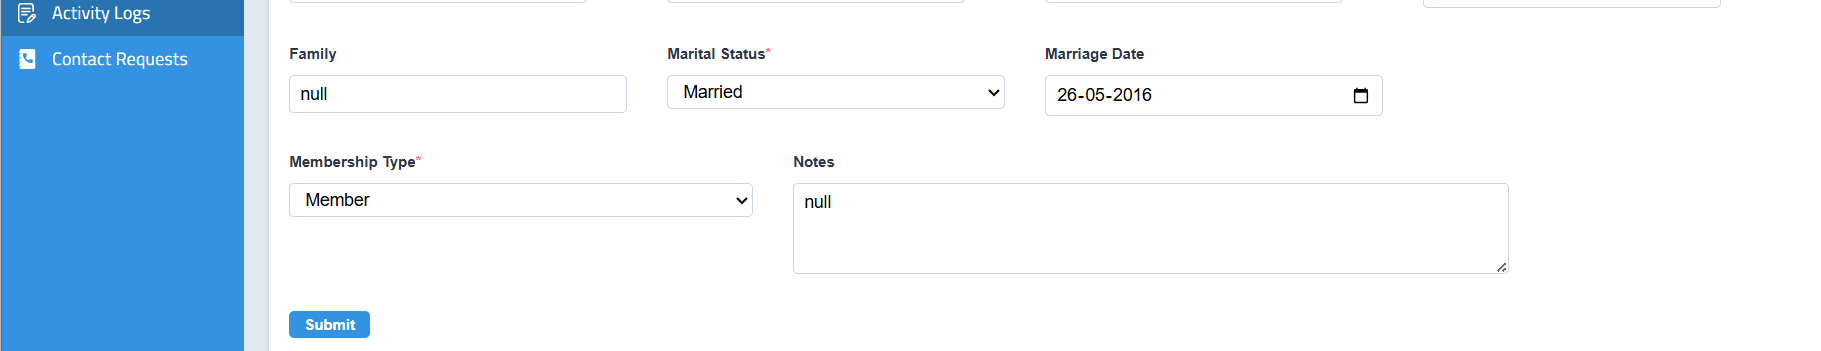 Activity Logs
Contact Requests
Family
Marital Status*
Marriage Date
null
Married
26-05-2016
Membership Type*
Notes
Member
null
Submit